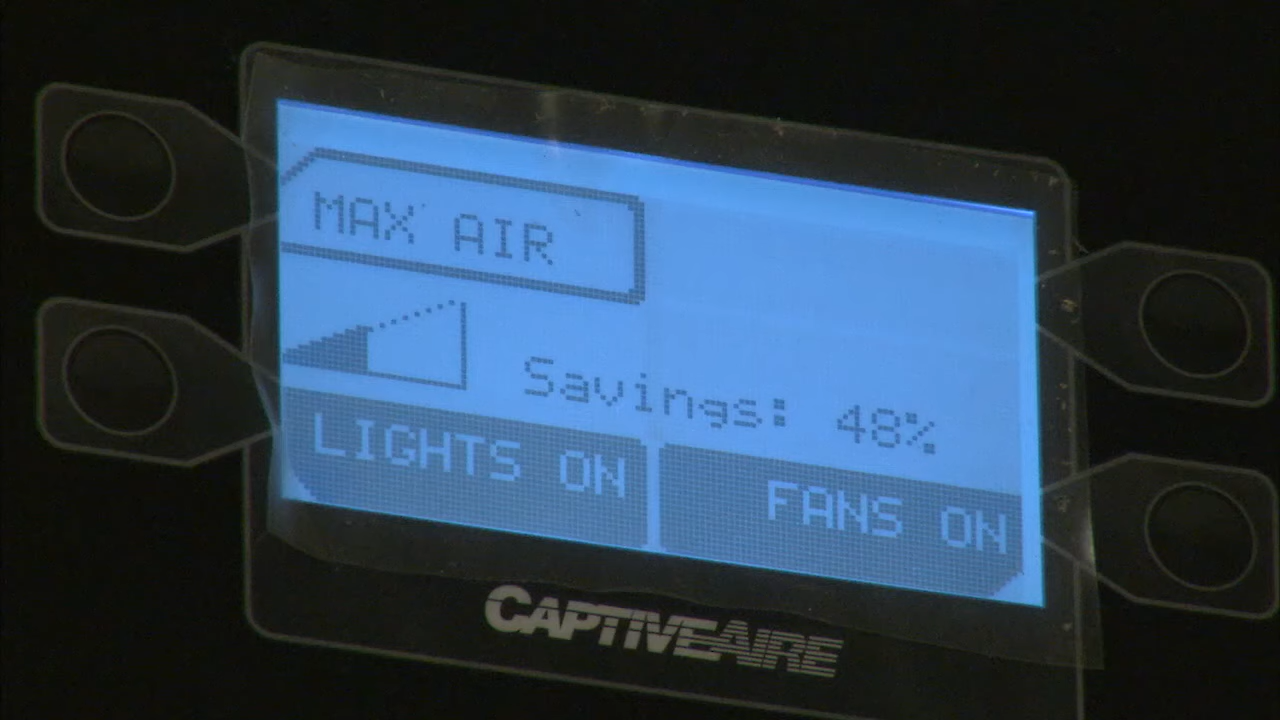 MAX AIR
Savings: 48%
LIGHTS ON
FANS ON
CAPTIVEAIRE